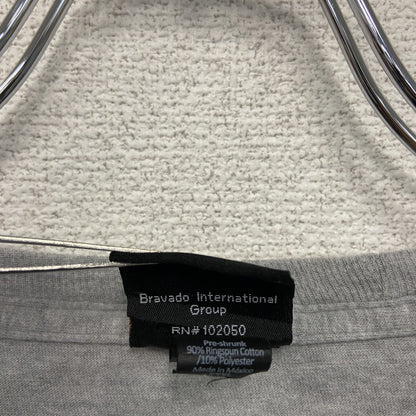 Bravado International
Group
RN#102050
Pre-shrunk
90% Ringspun Cotton
/10% Polyester
Made in Mexico